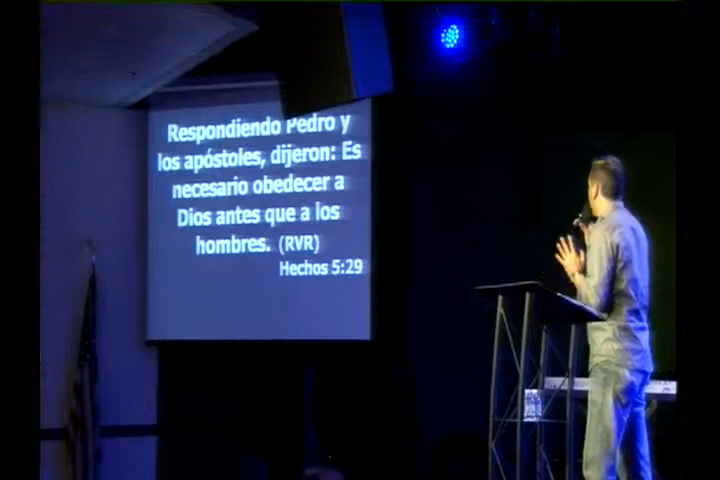 Respondiendo Pedro y
los apóstoles, dijeron: Es
necesario obedecer a
Dios antes que a los
hombres. (RVR)
Hechos 5:29